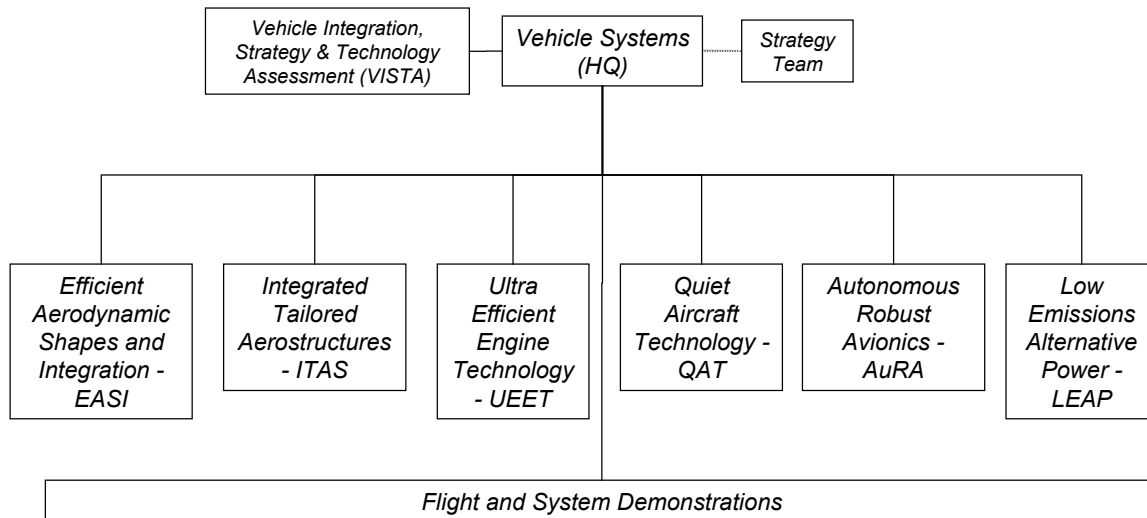 Vehicle Integration,
Strategy & Technology
Assessment (VISTA)
Vehicle Systems
(HQ)
Strategy
Team
Efficient
Aerodynamic
Shapes and
Integration -
EASI
Integrated
Tailored
Aerostructures
- ITAS
Ultra
Efficient
Engine
Technology
- UEET
Quiet
Aircraft
Technology -
QAT
Autonomous
Robust
Avionics -
AuRA
Low
Emissions
Alternative
Power -
LEAP
Flight and System Demonstrations